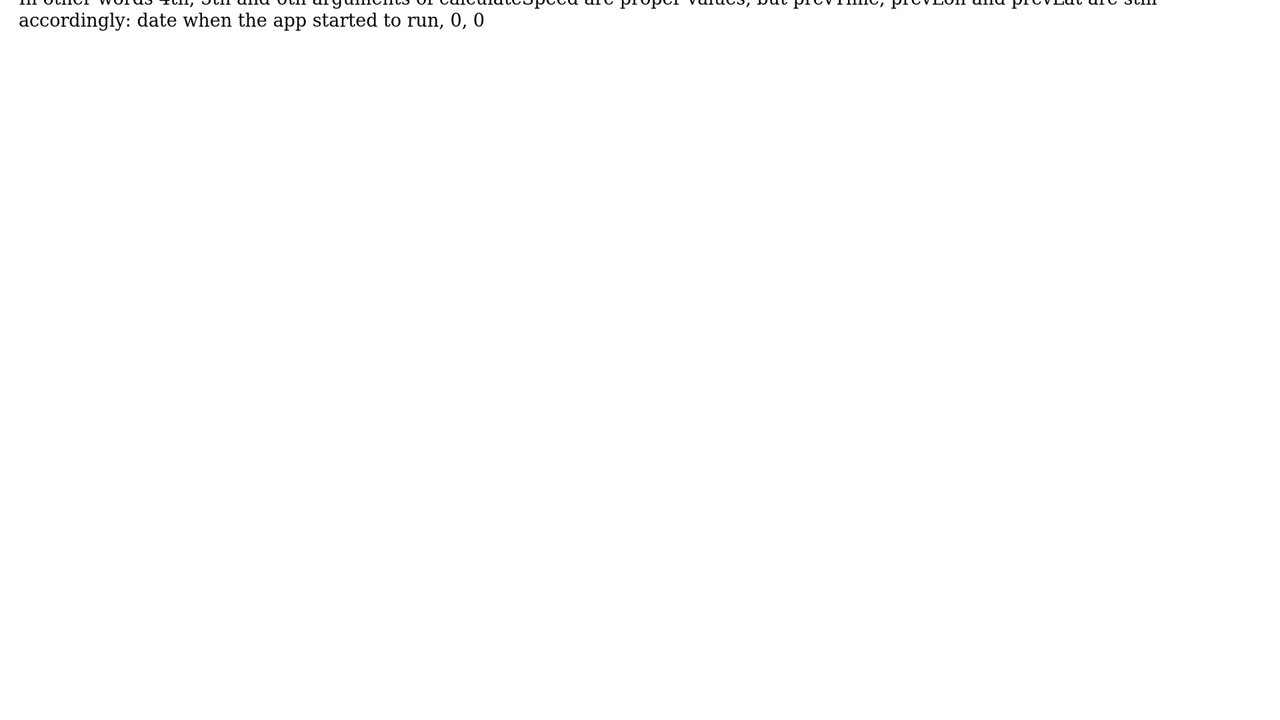 In other words 4th, 5th and 6th arguments of calculateSpeed are proper values, but prevTime, prevLon and prevLat are still
accordingly: date when the app started to run, 0, 0